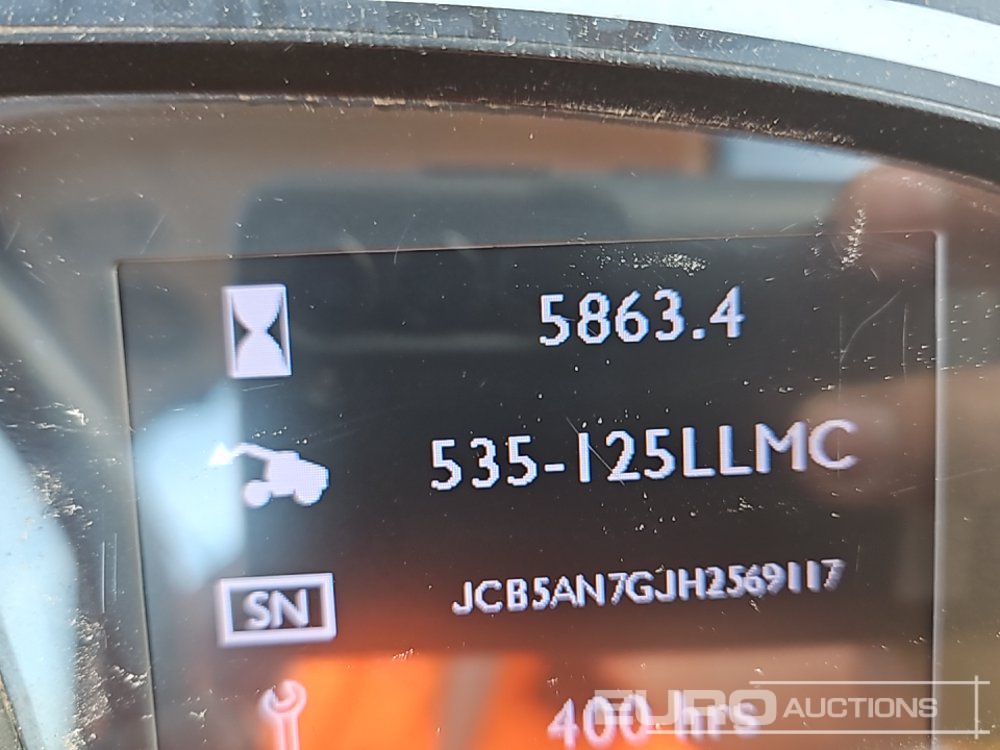 5863.4
535-125LLMC
SN JCB5AN7GJH2569117
400 hrs
EURO AUCTIONS